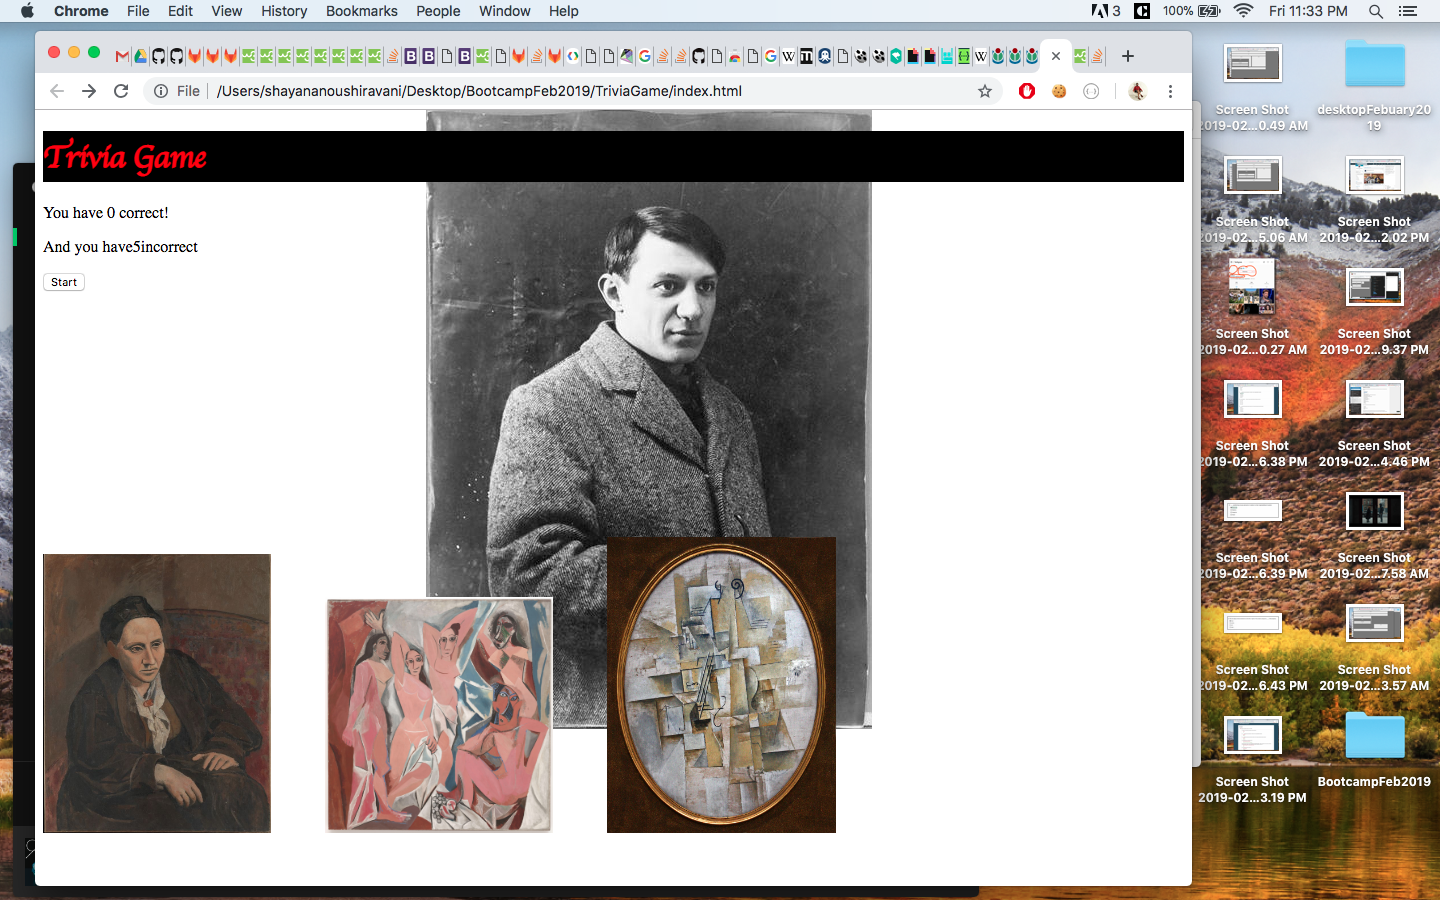 Chrome File Edit View History Bookmarks People Window Help 3 100% Fri 11:33 PM
File /Users/shayananoushiravani/Desktop/BootcampFeb2019/TriviaGame/index.html
Trivia Game
You have 0 correct!
And you have5incorrect
Start
Screen Shot
2019-02...0.49 AM
desktopFebuary20
19
Screen Shot
2019-02...5.06 AM
Screen Shot
2019-02...2.02 PM
Screen Shot
2019-02...0.27 AM
Screen Shot
2019-02...9.37 PM
Screen Shot
2019-02...6.38 PM
Screen Shot
2019-02...4.46 PM
Screen Shot
2019-02...6.39 PM
Screen Shot
2019-02...7.58 AM
Screen Shot
2019-02...6.43 PM
Screen Shot
2019-02...3.57 AM
Screen Shot
2019-02...3.19 PM
BootcampFeb2019